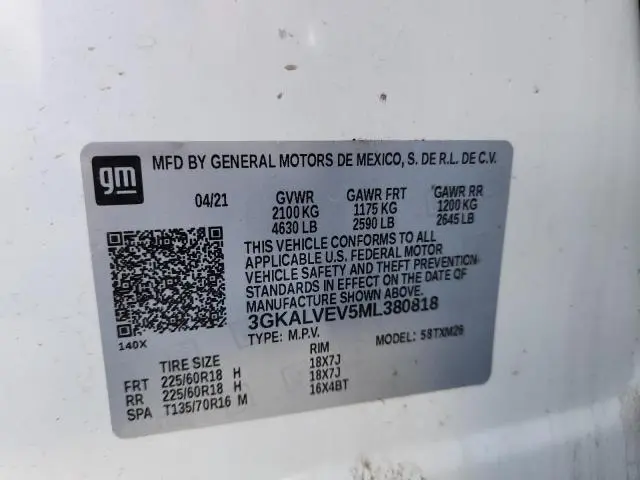 gm
MFD BY GENERAL MOTORS DE MEXICO, S. DE R.L. DE C.V.
04/21 GVWR GAWR FRT GAWR RR
2100 KG 1175 KG 1200 KG
4630 LB 2590 LB 2645 LB
THIS VEHICLE CONFORMS TO ALL
APPLICABLE U.S. FEDERAL MOTOR
VEHICLE SAFETY AND THEFT PREVENTION
STANDARDS IN EFFECT ON THE DATE OF
MANUFACTURE SHOWN ABOVE.
3GKALVEV5ML380818
TYPE: M.P.V. MODEL: 58TXM26
140X
TIRE SIZE RIM
FRT 225/60R18 H 18X7J
RR 225/60R18 H 18X7J
SPA T135/70R16 M 16X4BT